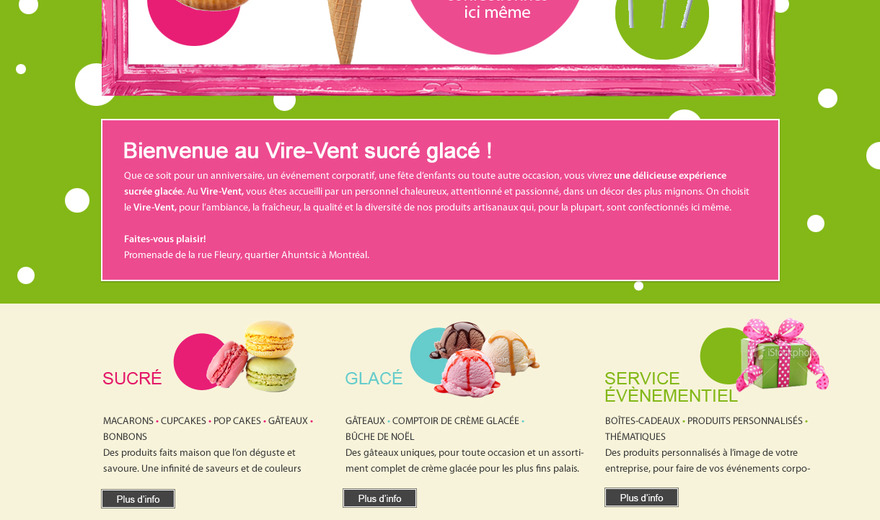 ici même
Bienvenue au Vire-Vent sucré glacé !
Que ce soit pour un anniversaire, un événement corporatif, une fête d'enfants ou toute autre occasion, vous vivrez une délicieuse expérience
sucrée glacée. Au Vire-Vent, vous êtes accueilli par un personnel chaleureux, attentionné et passionné, dans un décor des plus mignons. On choisit
le Vire-Vent, pour l'ambiance, la fraîcheur, la qualité et la diversité de nos produits artisanaux qui, pour la plupart, sont confectionnés ici même.
Faites-vous plaisir!
Promenade de la rue Fleury, quartier Ahuntsic à Montréal.
SUCRÉ
MACARONS • CUPCAKES • POP CAKES • GÂTEAUX •
BONBONS
Des produits faits maison que l'on déguste et
savoure. Une infinité de saveurs et de couleurs
Plus d'info
GLACÉ
GÂTEAUX • COMPTOIR DE CRÈME GLACÉE •
BÛCHE DE NOËL
Des gâteaux uniques, pour toute occasion et un assorti-
ment complet de crème glacée pour les plus fins palais.
Plus d'info
iStockphoto
SERVICE
ÉVÈNEMENTIEL
BOÎTES-CADEAUX • PRODUITS PERSONNALISÉS •
THÉMATIQUES
Des produits personnalisés à l'image de votre
entreprise, pour faire de vos événements corpo-
Plus d'info